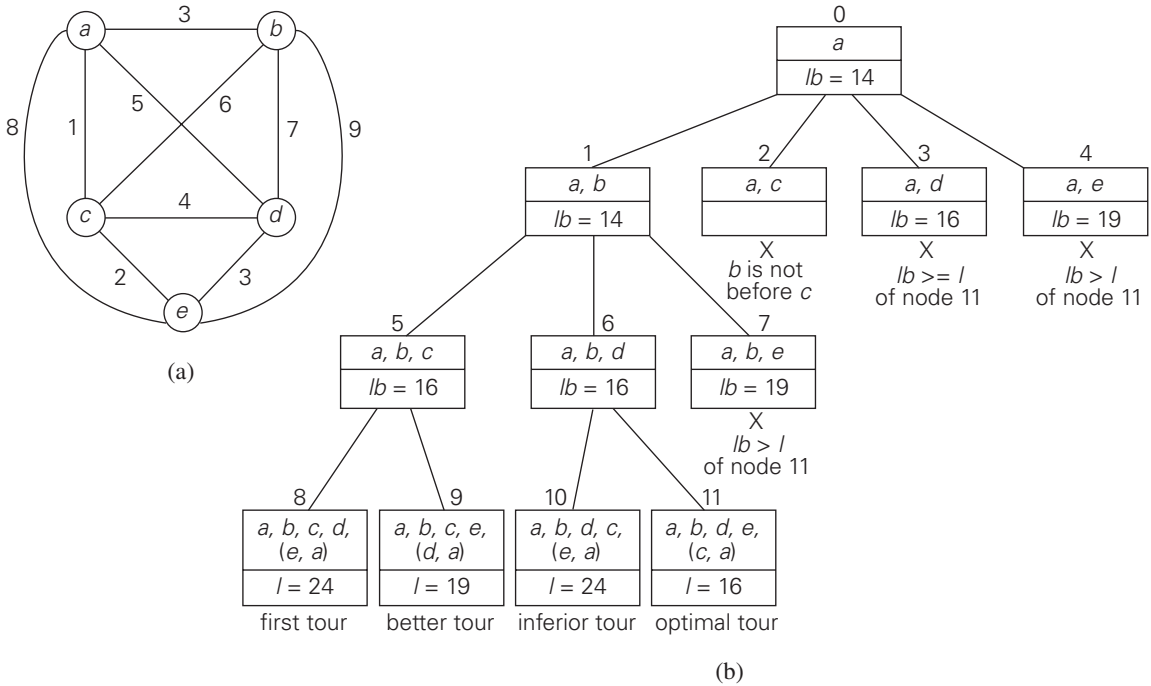 3
a
b
8
5
6
1
7
9
c
4
d
2
3
e
(a)
0
a
lb = 14
1
a, b
lb = 14
2
a, c
X
b is not
before c
3
a, d
lb = 16
X
lb >= l
of node 11
4
a, e
lb = 19
X
lb > l
of node 11
5
a, b, c
lb = 16
6
a, b, d
lb = 16
7
a, b, e
lb = 19
X
lb > l
of node 11
8
a, b, c, d,
(e, a)
l = 24
first tour
9
a, b, c, e,
(d, a)
l = 19
better tour
10
a, b, d, c,
(e, a)
l = 24
inferior tour
11
a, b, d, e,
(c, a)
l = 16
optimal tour
(b)